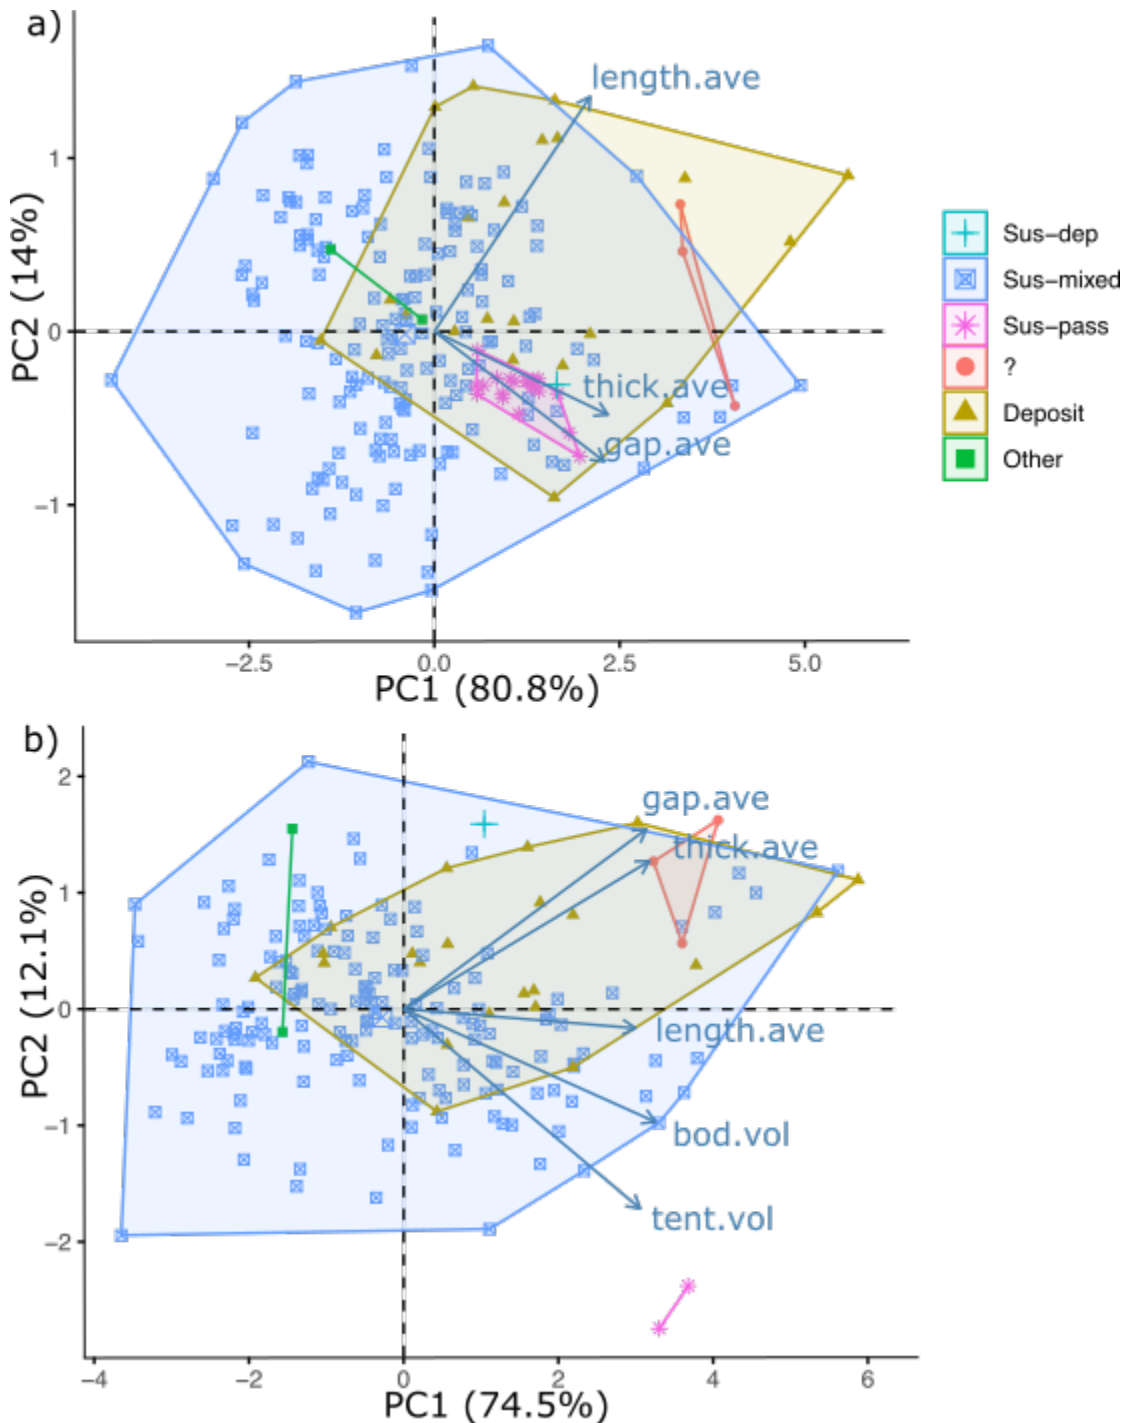 a)
length.ave
thick.ave
gap.ave
PC2 (14%)
1
0
−1
−2.5
0.0
2.5
5.0
PC1 (80.8%)
Sus−dep
Sus−mixed
Sus−pass
?
Deposit
Other
b)
gap.ave
thick.ave
length.ave
bod.vol
tent.vol
PC2 (12.1%)
2
1
0
−1
−2
−4
−2
0
2
4
6
PC1 (74.5%)